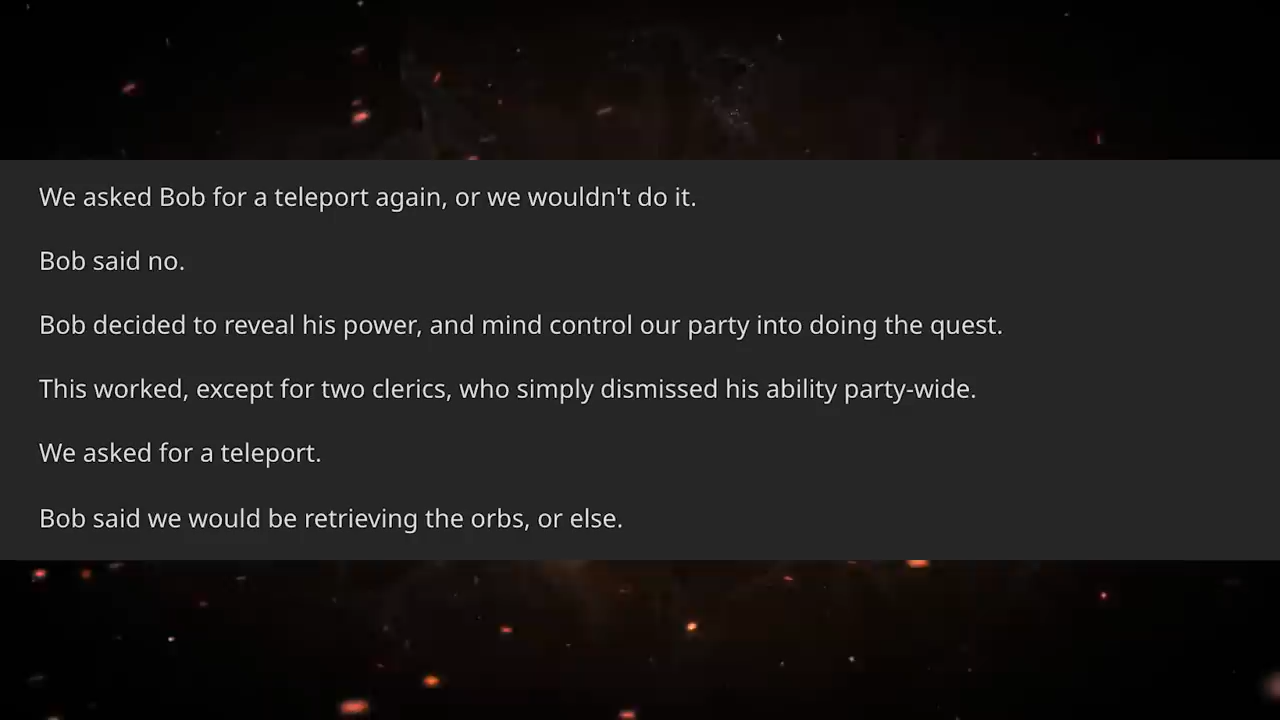 We asked Bob for a teleport again, or we wouldn't do it.
Bob said no.
Bob decided to reveal his power, and mind control our party into doing the quest.
This worked, except for two clerics, who simply dismissed his ability party-wide.
We asked for a teleport.
Bob said we would be retrieving the orbs, or else.